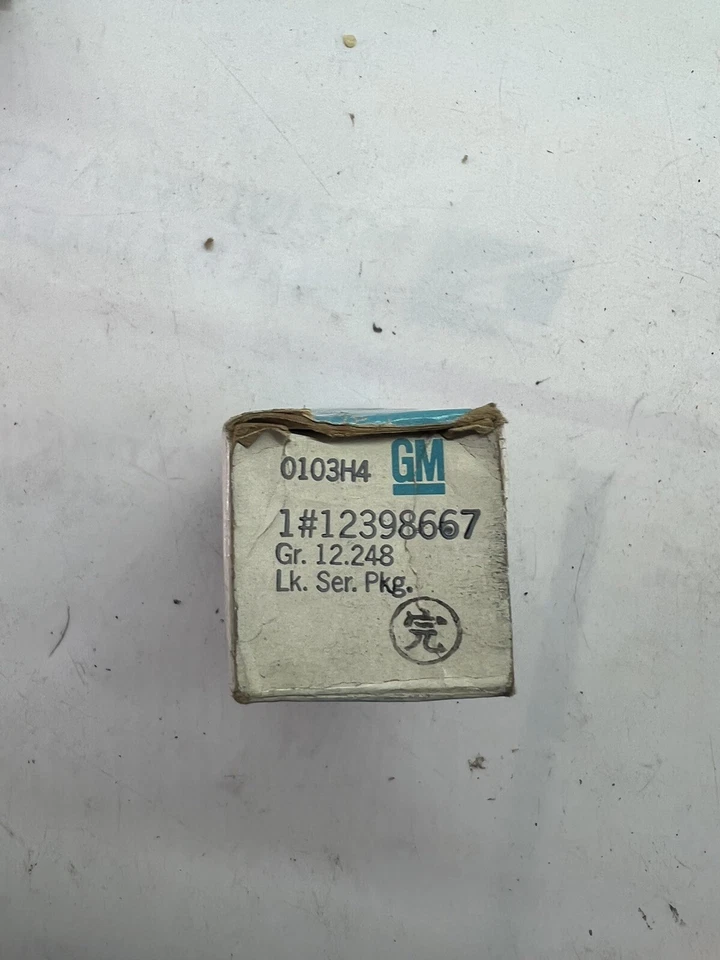 0103H4 GM
1#12398667
Gr. 12.248
Lk. Ser. Pkg.
完